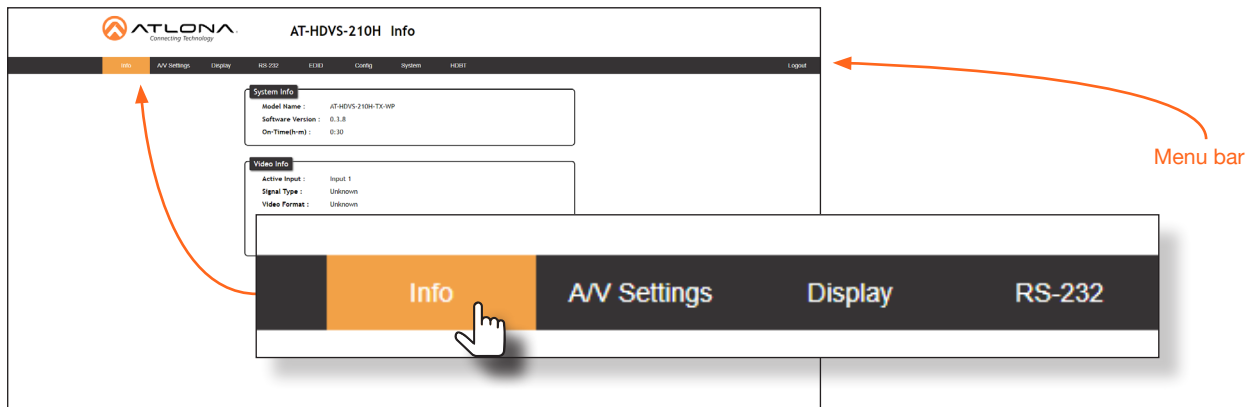 ATLONA.
Connecting Technology
AT-HDVS-210H Info
Info A/V Settings Display RS-232 EDID Config System HDBT Logout
System Info
Model Name : AT-HDVS-210H-TX-WP
Software Version : 0.3.8
On-Time(h-m) : 0:30
Menu bar
Video Info
Active Input : Input 1
Signal Type : Unknown
Video Format : Unknown
Info A/V Settings Display RS-232